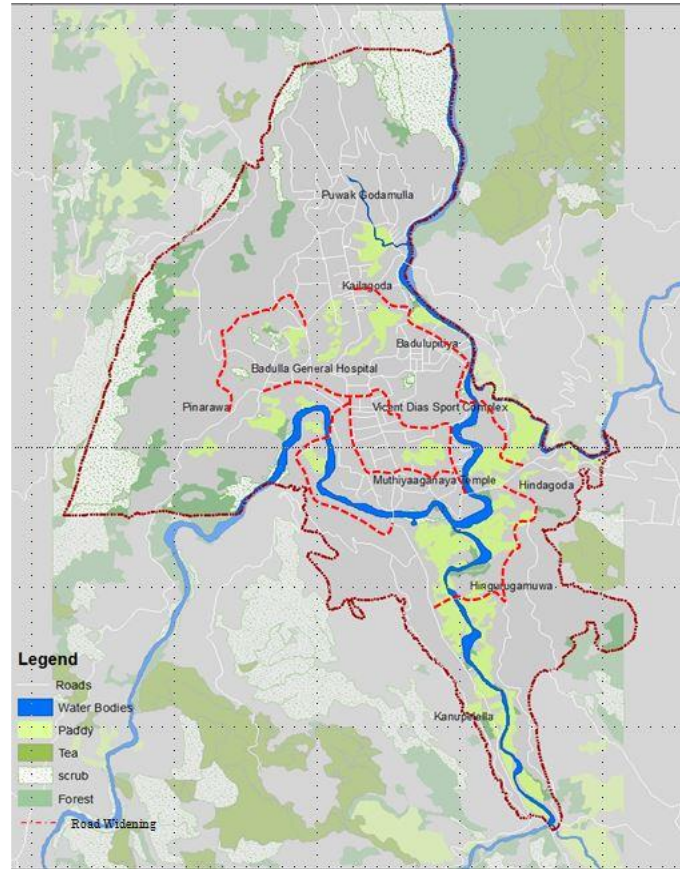 Puwak Godamulla
Kailagoda
Badulupitiya
Badulla General Hospital
Pinarawa
Vicent Dias Sport Complex
Muthiyaaganaya Temple
Hindagoda
Hingurugamuwa
Kanupelella
Legend
Roads
Water Bodies
Paddy
Tea
scrub
Forest
Road Widening